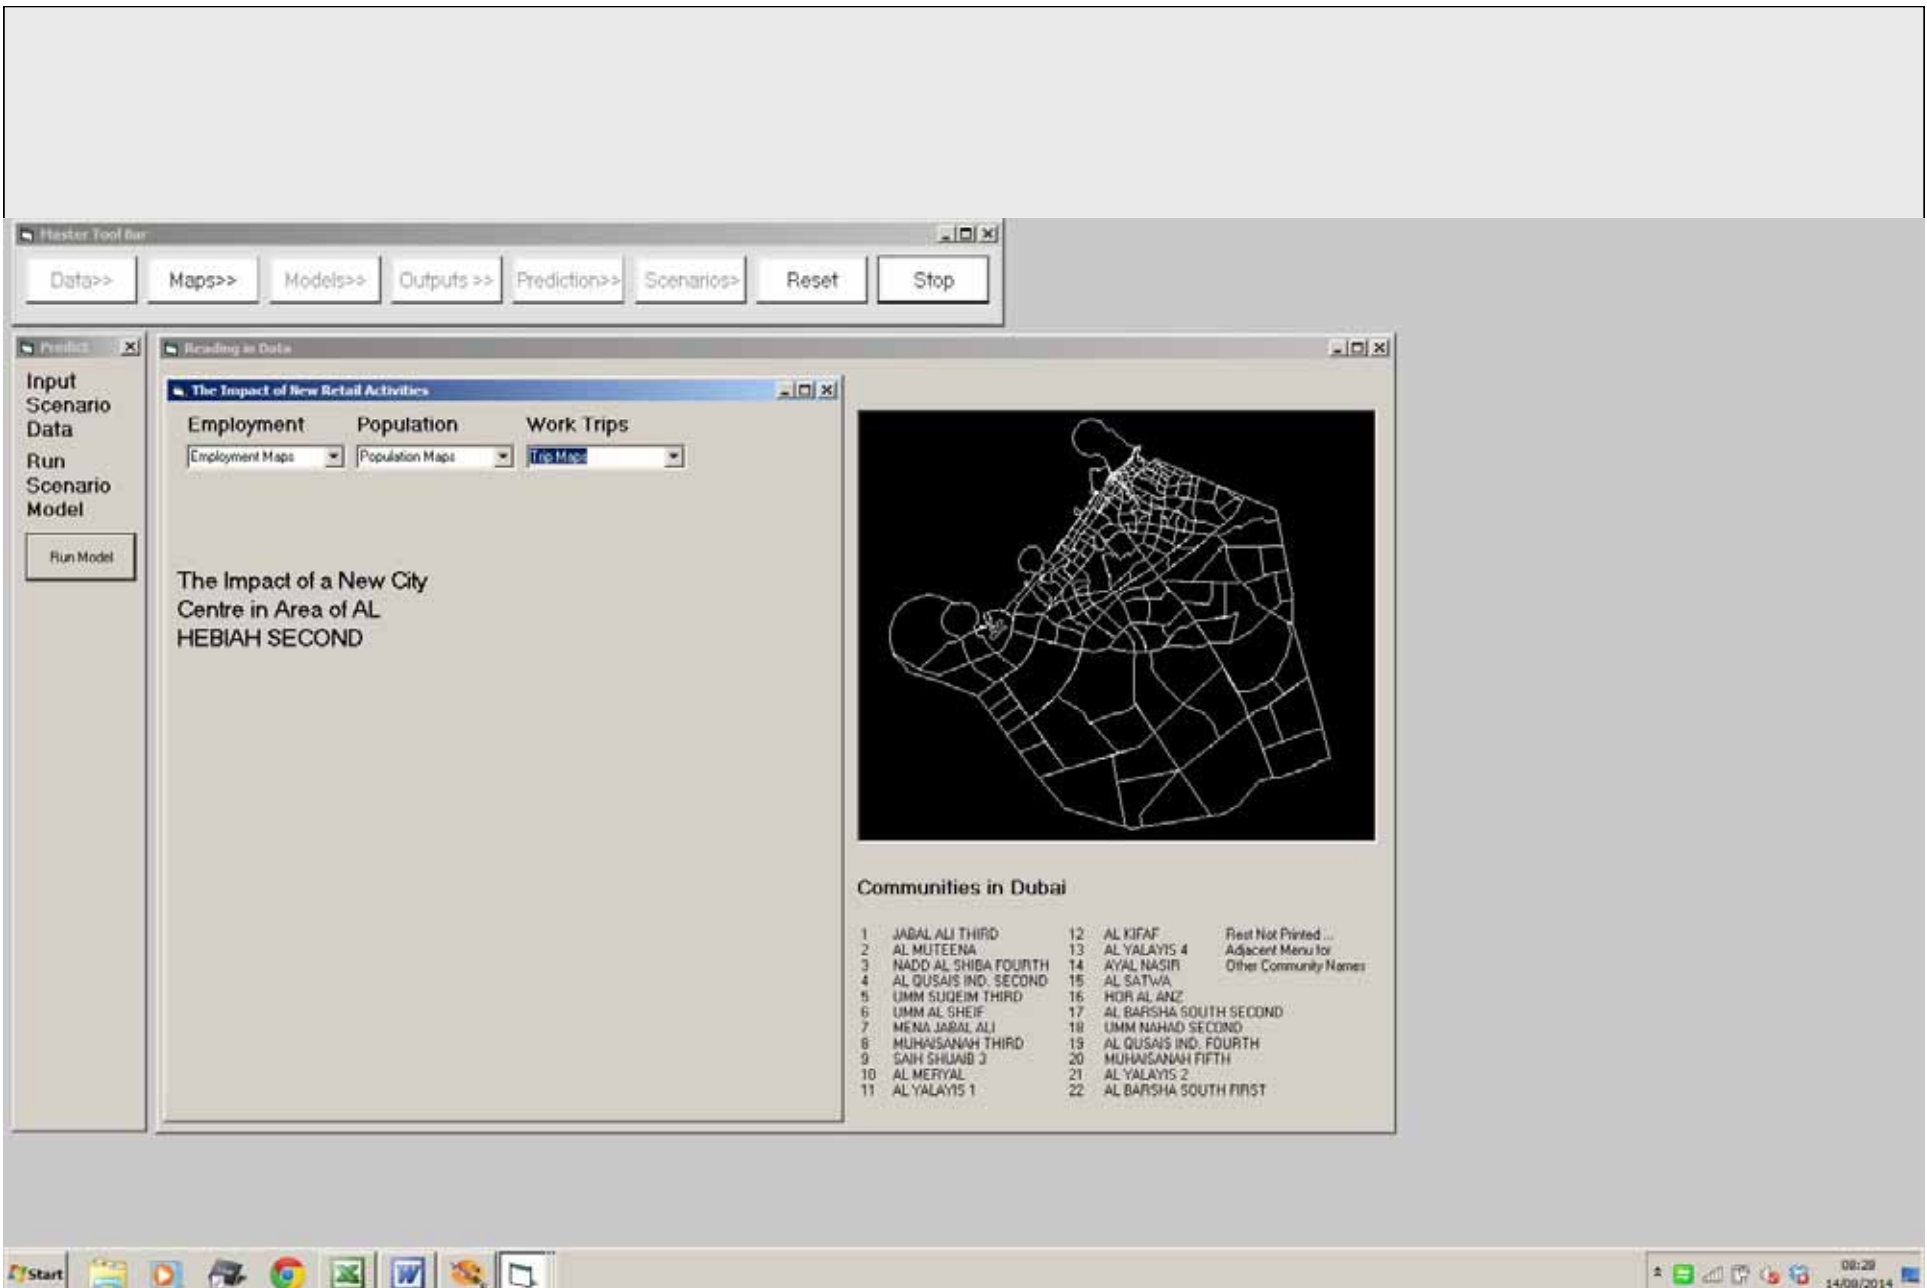 Master Tool Bar
Data>> Maps>> Models>> Outputs >> Prediction>> Scenarios> Reset Stop
Predict
Input
Scenario
Data
Run
Scenario
Model
Run Model
Reading in Data
The Impact of New Retail Activities
Employment Population Work Trips
Employment Maps Population Maps Trip Maps
The Impact of a New City
Centre in Area of AL
HEBIAH SECOND
Communities in Dubai
1 JABAL ALI THIRD 12 AL KIFAF Rest Not Printed ...
2 AL MUTEENA 13 AL YALAYIS 4 Adjacent Menu for
3 NADD AL SHIBA FOURTH 14 AYAL NASIR Other Community Names
4 AL QUSAIS IND. SECOND 15 AL SATWA
5 UMM SUQEIM THIRD 16 HOR AL ANZ
6 UMM AL SHEIF 17 AL BARSHA SOUTH SECOND
7 MENA JABAL ALI 18 UMM NAHAD SECOND
8 MUHAISANAH THIRD 19 AL QUSAIS IND. FOURTH
9 SAIH SHUAIB 3 20 MUHAISANAH FIFTH
10 AL MERYAL 21 AL YALAYIS 2
11 AL YALAYIS 1 22 AL BARSHA SOUTH FIRST
Start
08:28
14/08/2014